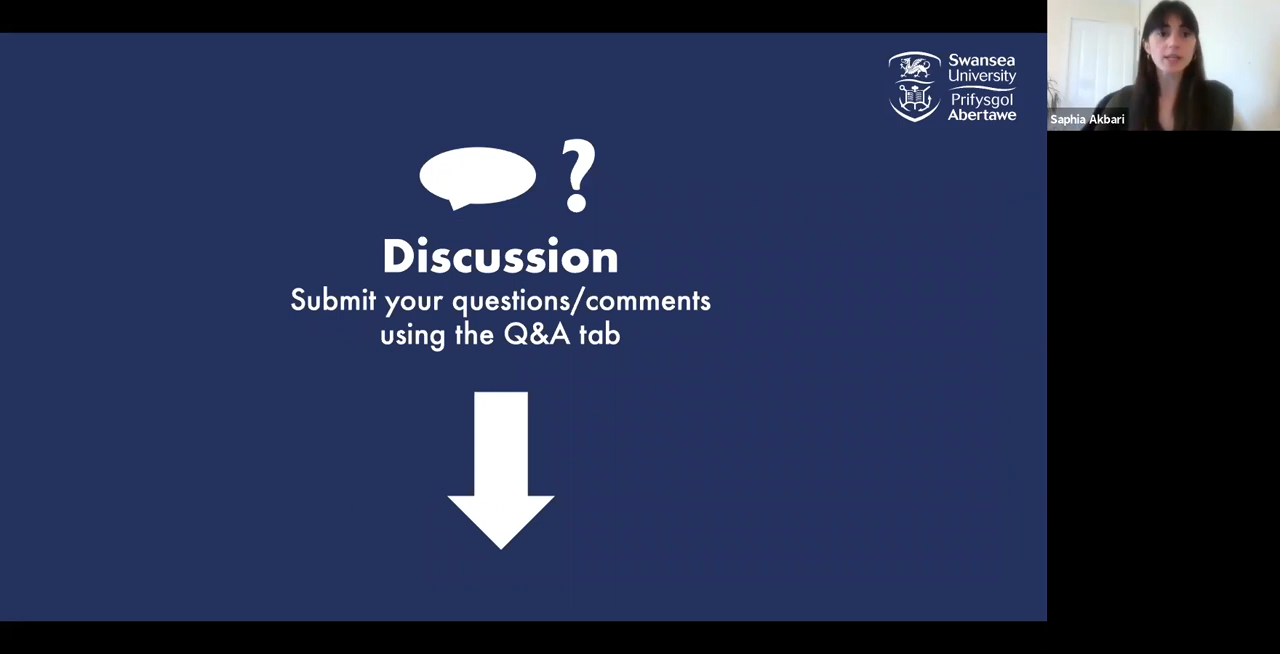 Swansea
University
Prifysgol
Abertawe
Saphia Akbari
?
Discussion
Submit your questions/comments
using the Q&A tab